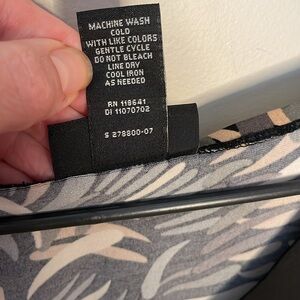 MACHINE WASH
COLD
WITH LIKE COLORS
GENTLE CYCLE
DO NOT BLEACH
LINE DRY
COOL IRON
AS NEEDED
RN 118641
DI 11070702
S 278800-07